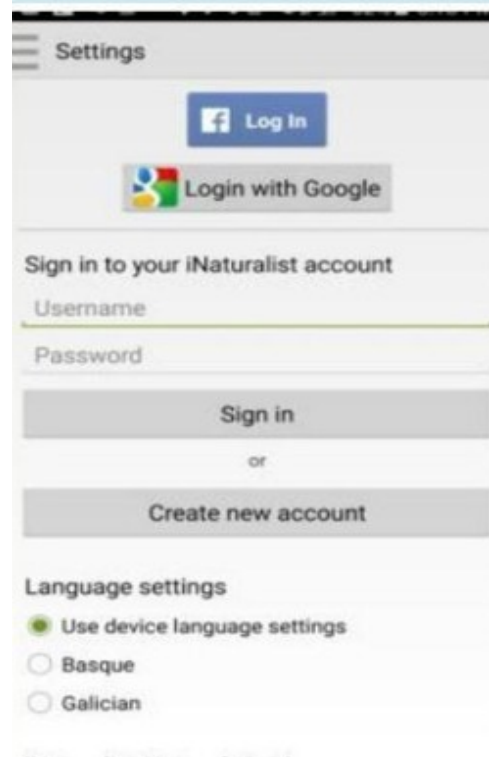 Settings
f Log In
Login with Google
Sign in to your iNaturalist account
Username
Password
Sign in
or
Create new account
Language settings
Use device language settings
Basque
Galician